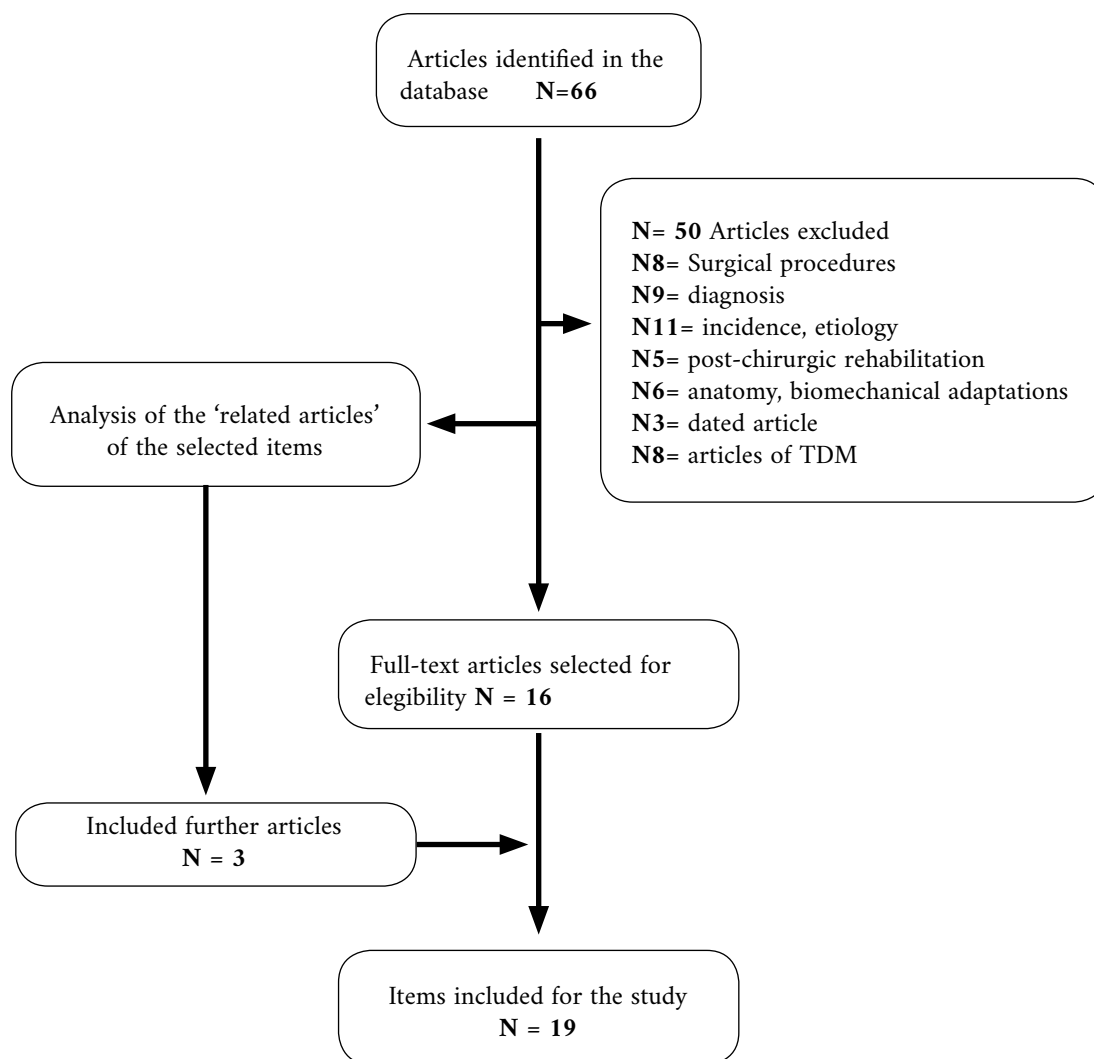 Articles identified in the
database N=66
N= 50 Articles excluded
N8= Surgical procedures
N9= diagnosis
N11= incidence, etiology
N5= post-chirurgic rehabilitation
N6= anatomy, biomechanical adaptations
N3= dated article
N8= articles of TDM
Analysis of the ‘related articles’
of the selected items
Full-text articles selected for
elegibility N = 16
Included further articles
N = 3
Items included for the study
N = 19